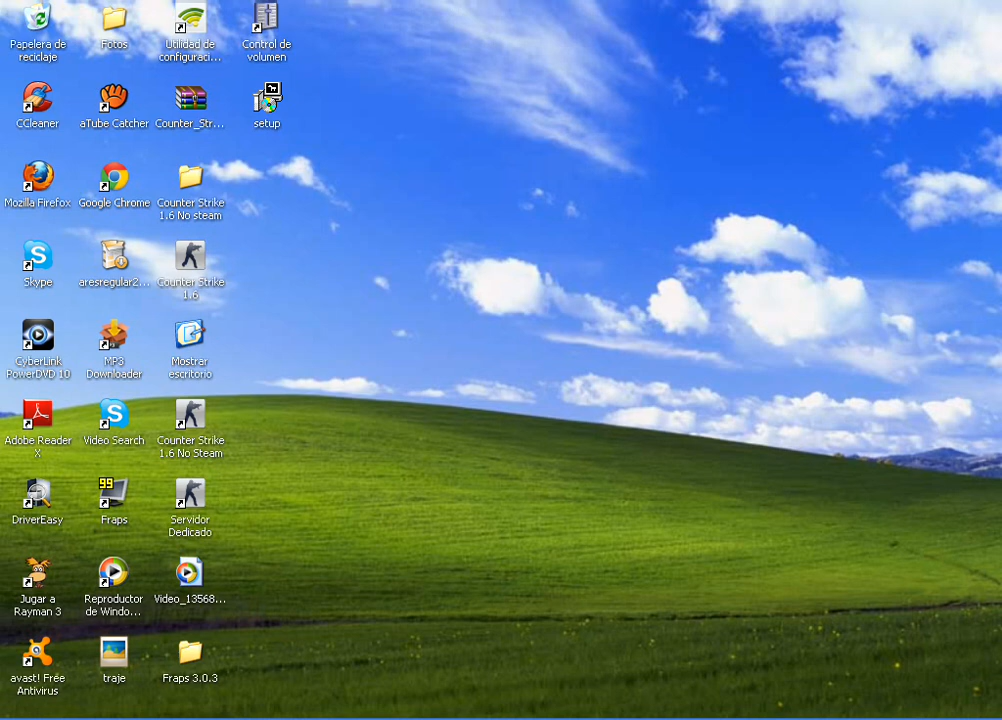 Papelera de
reciclaje
Fotos
Utilidad de
configuraci...
Control de
volumen
CCleaner
aTube Catcher
Counter_Str...
setup
Mozilla Firefox
Google Chrome
Counter Strike
1.6 No steam
Skype
aresregular2...
Counter Strike
1.6
CyberLink
PowerDVD 10
MP3
Downloader
Mostrar
escritorio
Adobe Reader
X
Video Search
Counter Strike
1.6 No Steam
DriverEasy
99
Fraps
Servidor
Dedicado
Jugar a
Rayman 3
Reproductor
de Windo...
Video_13568...
avast! Free
Antivirus
traje
Fraps 3.0.3